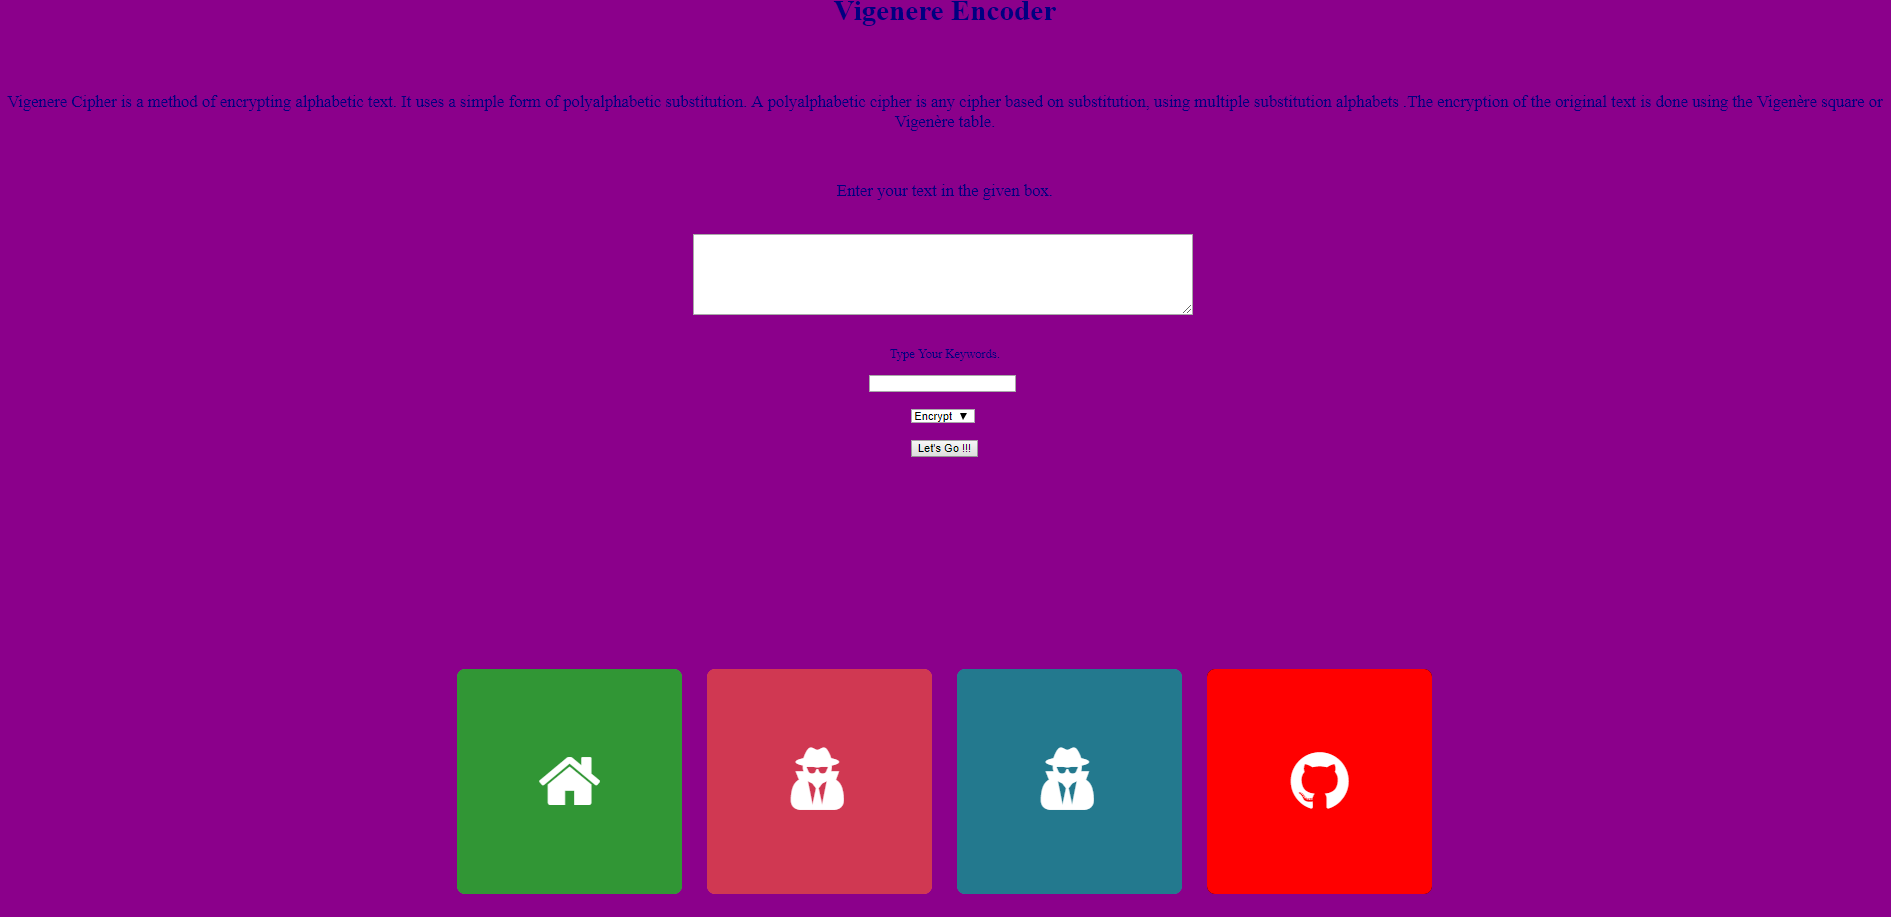 Vigenere Encoder
Vigenere Cipher is a method of encrypting alphabetic text. It uses a simple form of polyalphabetic substitution. A polyalphabetic cipher is any cipher based on substitution, using multiple substitution alphabets .The encryption of the original text is done using the Vigenère square or
Vigenère table.
Enter your text in the given box.
Type Your Keywords
Encrypt ▼
Let's Go !!!